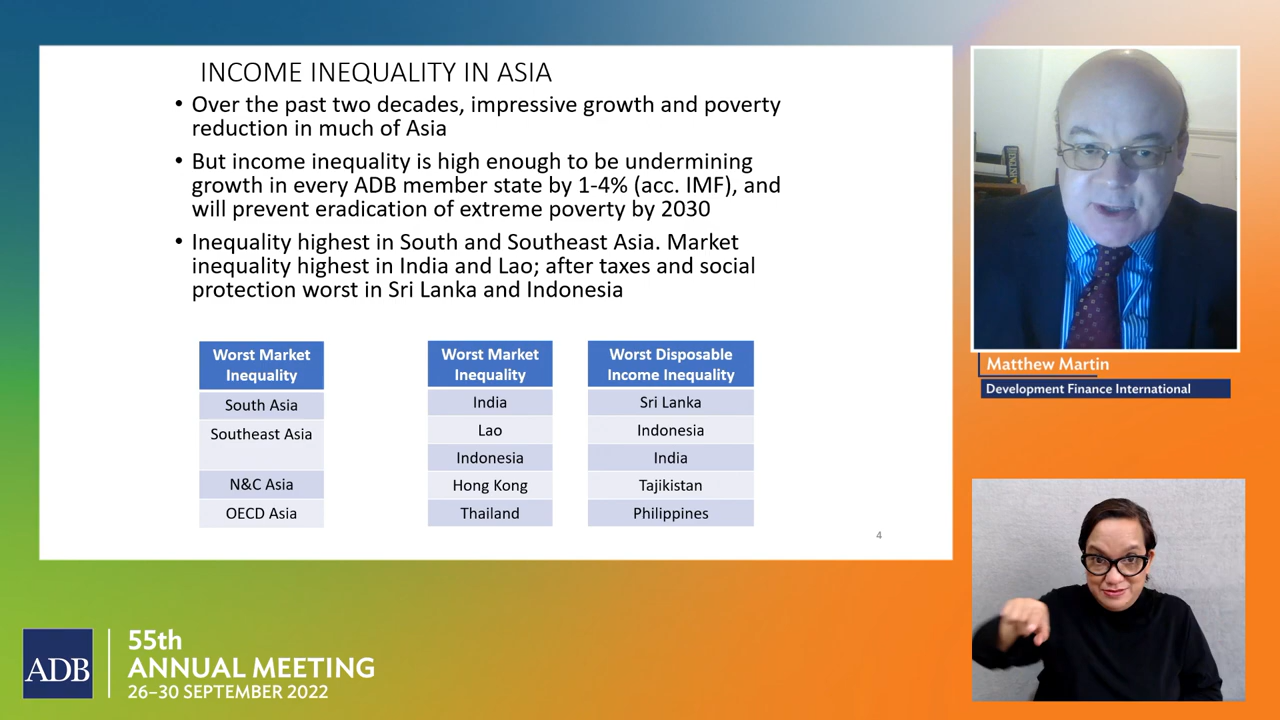 INCOME INEQUALITY IN ASIA
• Over the past two decades, impressive growth and poverty
reduction in much of Asia
• But income inequality is high enough to be undermining
growth in every ADB member state by 1-4% (acc. IMF), and
will prevent eradication of extreme poverty by 2030
• Inequality highest in South and Southeast Asia. Market
inequality highest in India and Lao; after taxes and social
protection worst in Sri Lanka and Indonesia
Worst Market
Inequality
South Asia
Southeast Asia
N&C Asia
OECD Asia
Worst Market
Inequality
India
Lao
Indonesia
Hong Kong
Thailand
Worst Disposable
Income Inequality
Sri Lanka
Indonesia
India
Tajikistan
Philippines
4
ENGLISH
Matthew Martin
Development Finance International
ADB
55th
ANNUAL MEETING
26–30 SEPTEMBER 2022